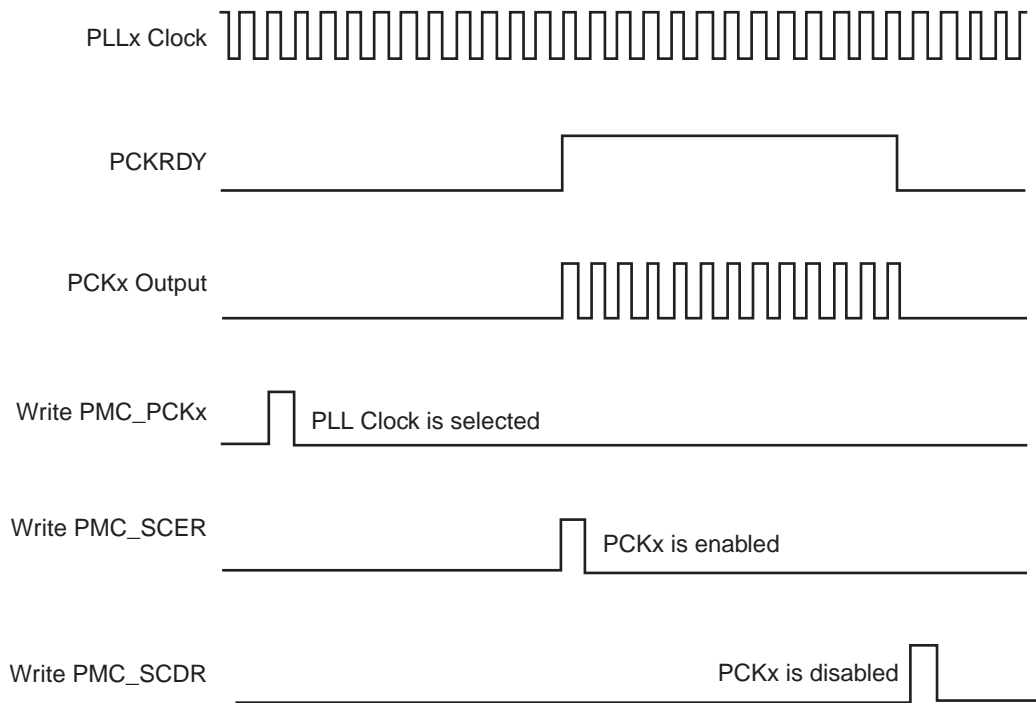 PLLx Clock
PCKRDY
PCKx Output
Write PMC_PCKx
PLL Clock is selected
Write PMC_SCER
PCKx is enabled
Write PMC_SCDR
PCKx is disabled